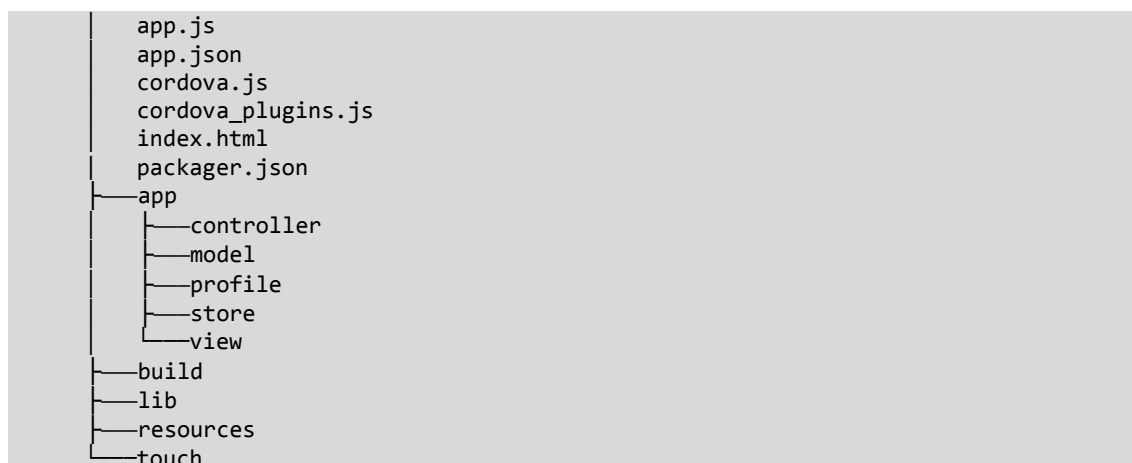 │   app.js
│   app.json
│   cordova.js
│   cordova_plugins.js
│   index.html
│   packager.json
├───app
│   ├───controller
│   ├───model
│   ├───profile
│   ├───store
│   └───view
├───build
├───lib
├───resources
└───touch